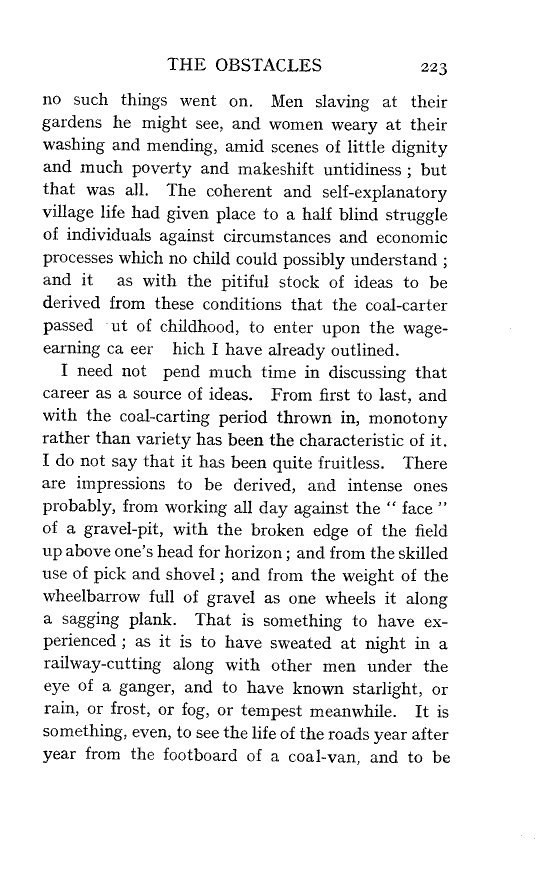 THE OBSTACLES 223
no such things went on. Men slaving at their
gardens he might see, and women weary at their
washing and mending, amid scenes of little dignity
and much poverty and makeshift untidiness ; but
that was all. The coherent and self-explanatory
village life had given place to a half blind struggle
of individuals against circumstances and economic
processes which no child could possibly understand ;
and it as with the pitiful stock of ideas to be
derived from these conditions that the coal-carter
passed ut of childhood, to enter upon the wage-
earning ca eer hich I have already outlined.
I need not pend much time in discussing that
career as a source of ideas. From first to last, and
with the coal-carting period thrown in, monotony
rather than variety has been the characteristic of it.
I do not say that it has been quite fruitless. There
are impressions to be derived, and intense ones
probably, from working all day against the “ face ”
of a gravel-pit, with the broken edge of the field
up above one's head for horizon ; and from the skilled
use of pick and shovel ; and from the weight of the
wheelbarrow full of gravel as one wheels it along
a sagging plank. That is something to have ex-
perienced ; as it is to have sweated at night in a
railway-cutting along with other men under the
eye of a ganger, and to have known starlight, or
rain, or frost, or fog, or tempest meanwhile. It is
something, even, to see the life of the roads year after
year from the footboard of a coal-van, and to be